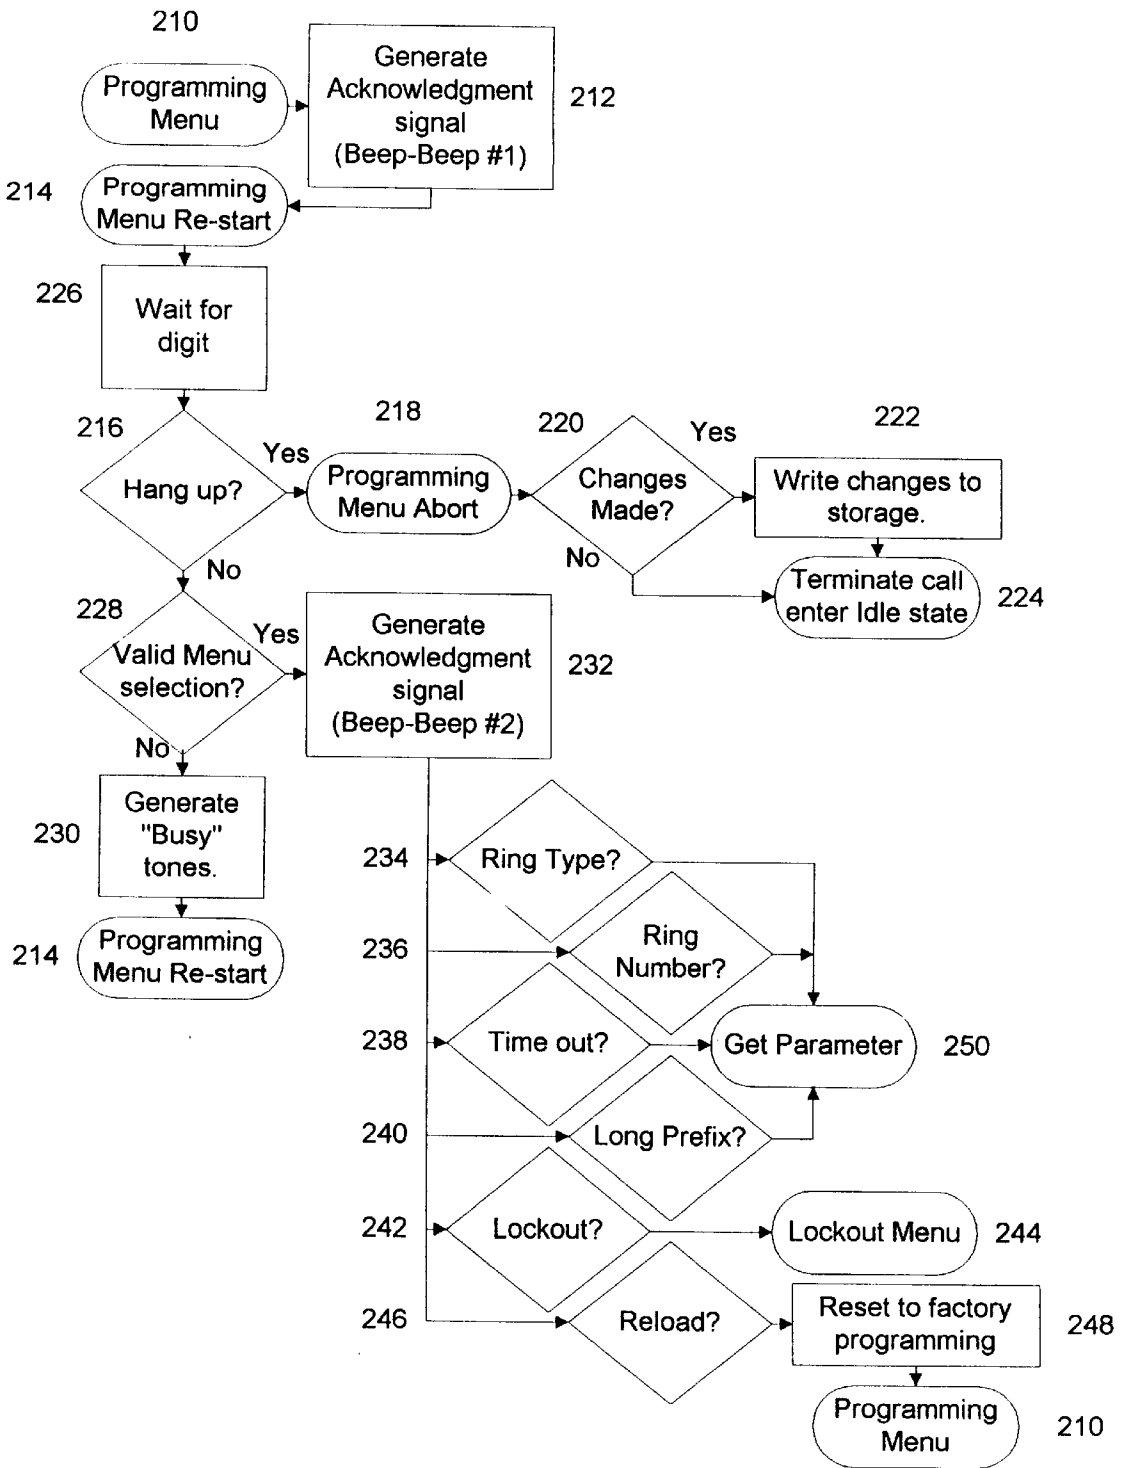 210
Programming
Menu
Generate
Acknowledgment
signal
(Beep-Beep #1)
212
214
Programming
Menu Re-start
226
Wait for
digit
216
Hang up?
Yes
No
218
Programming
Menu Abort
220
Changes
Made?
Yes
No
222
Write changes to
storage.
Terminate call
enter Idle state
224
228
Valid Menu
selection?
Yes
No
Generate
Acknowledgment
signal
(Beep-Beep #2)
232
230
Generate
"Busy"
tones.
214
Programming
Menu Re-start
234
Ring Type?
236
Ring
Number?
238
Time out?
Get Parameter
250
240
Long Prefix?
242
Lockout?
Lockout Menu
244
246
Reload?
Reset to factory
programming
248
Programming
Menu
210